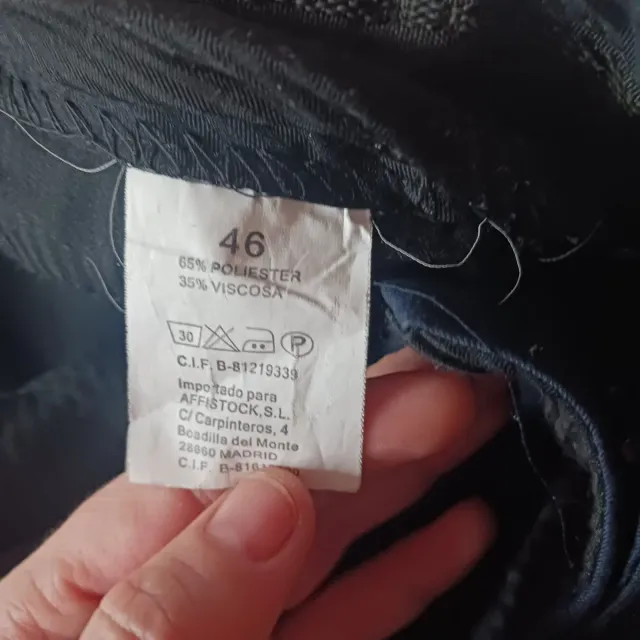 46
65% POLIESTER
35% VISCOSA
30 P
C.I.F. B-81219339
Importado para
AFFISTOCK, S.L.
C/ Carpinteros, 4
Boadilla del Monte
28660 MADRID
C.I.F.